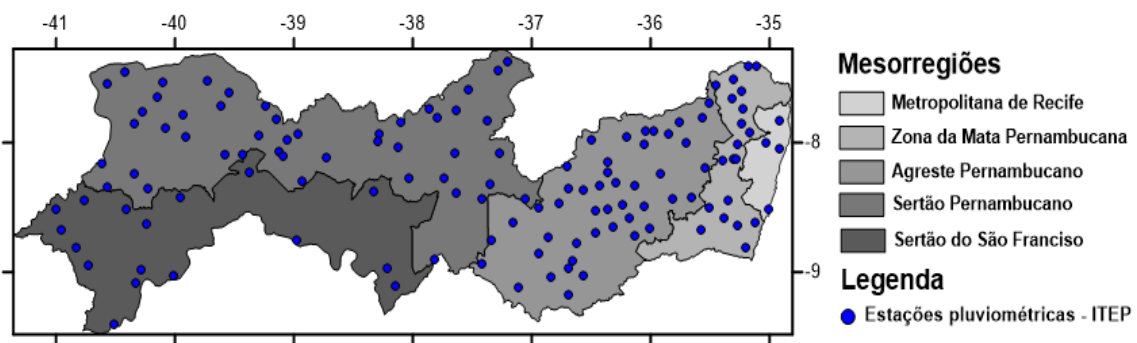 -41 -40 -39 -38 -37 -36 -35
Mesorregiões
Metropolitana de Recife
Zona da Mata Pernambucana
-8
Agreste Pernambucano
Sertão Pernambucano
Sertão do São Franciso
-9
Legenda
Estações pluviométricas - ITEP